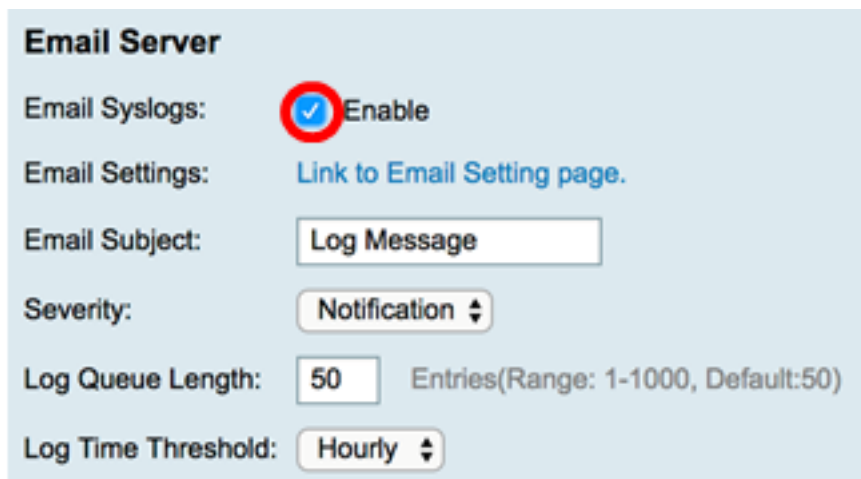 Email Server
Email Syslogs: Enable
Email Settings: Link to Email Setting page.
Email Subject: Log Message
Severity: Notification
Log Queue Length: 50 Entries(Range: 1-1000, Default:50)
Log Time Threshold: Hourly